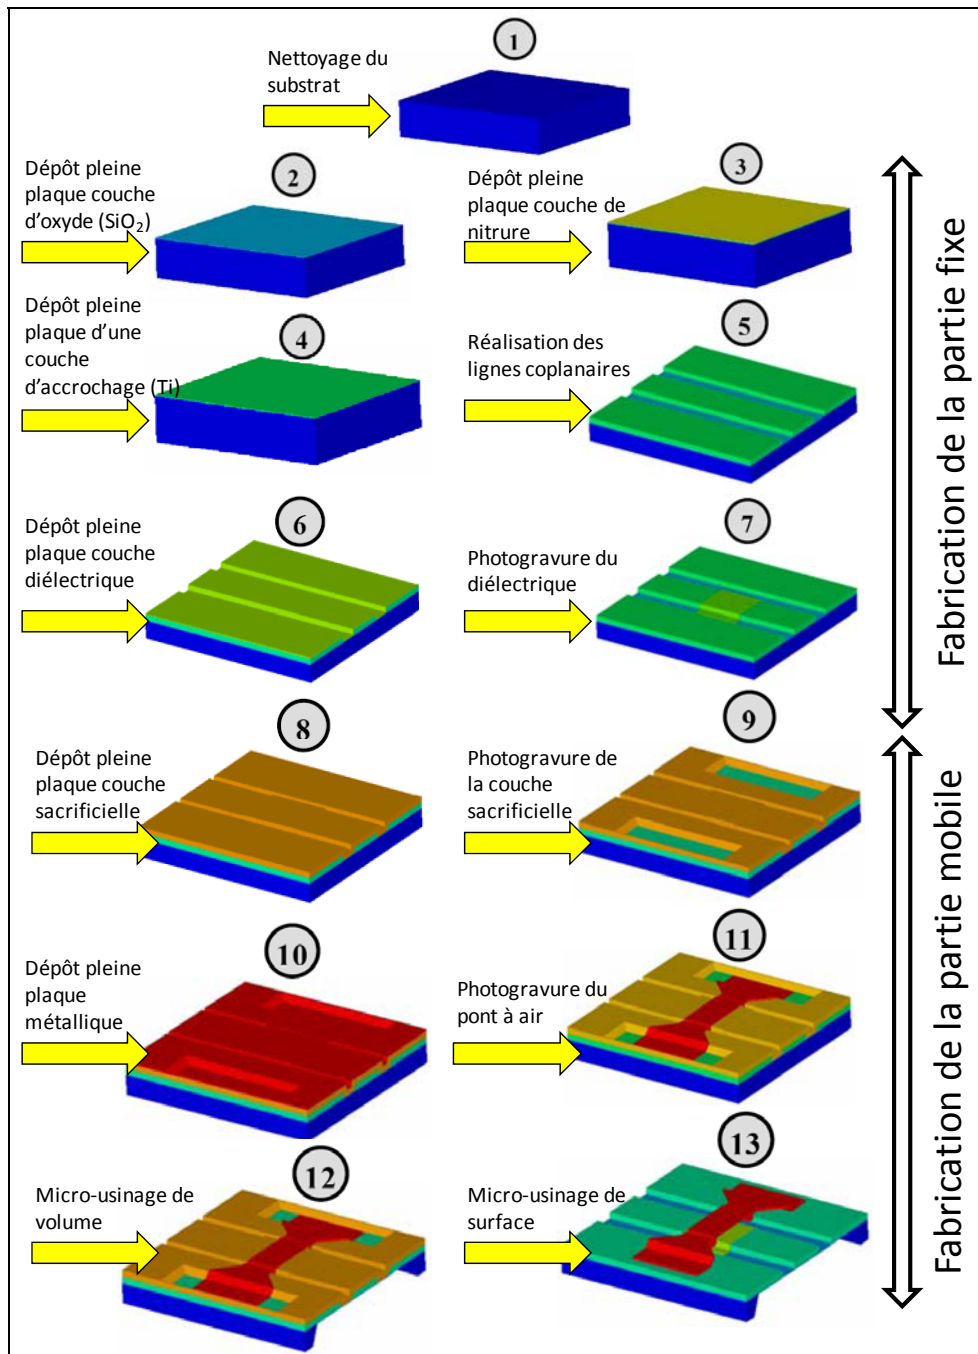 1
Nettoyage du
substrat
Dépôt pleine
plaque couche
d'oxyde (SiO₂)
2
Dépôt pleine
plaque couche de
nitrure
3
Dépôt pleine
plaque d'une
couche
d'accrochage (Ti)
4
Réalisation des
lignes coplanaires
5
Dépôt pleine
plaque couche
diélectrique
6
Photogravure du
diélectrique
7
Fabrication de la partie fixe
Dépôt pleine
plaque couche
sacrificielle
8
Photogravure de
la couche
sacrificielle
9
Dépôt pleine
plaque
métallique
10
Photogravure du
pont à air
11
Micro-usinage de
volume
12
Micro-usinage de
surface
13
Fabrication de la partie mobile